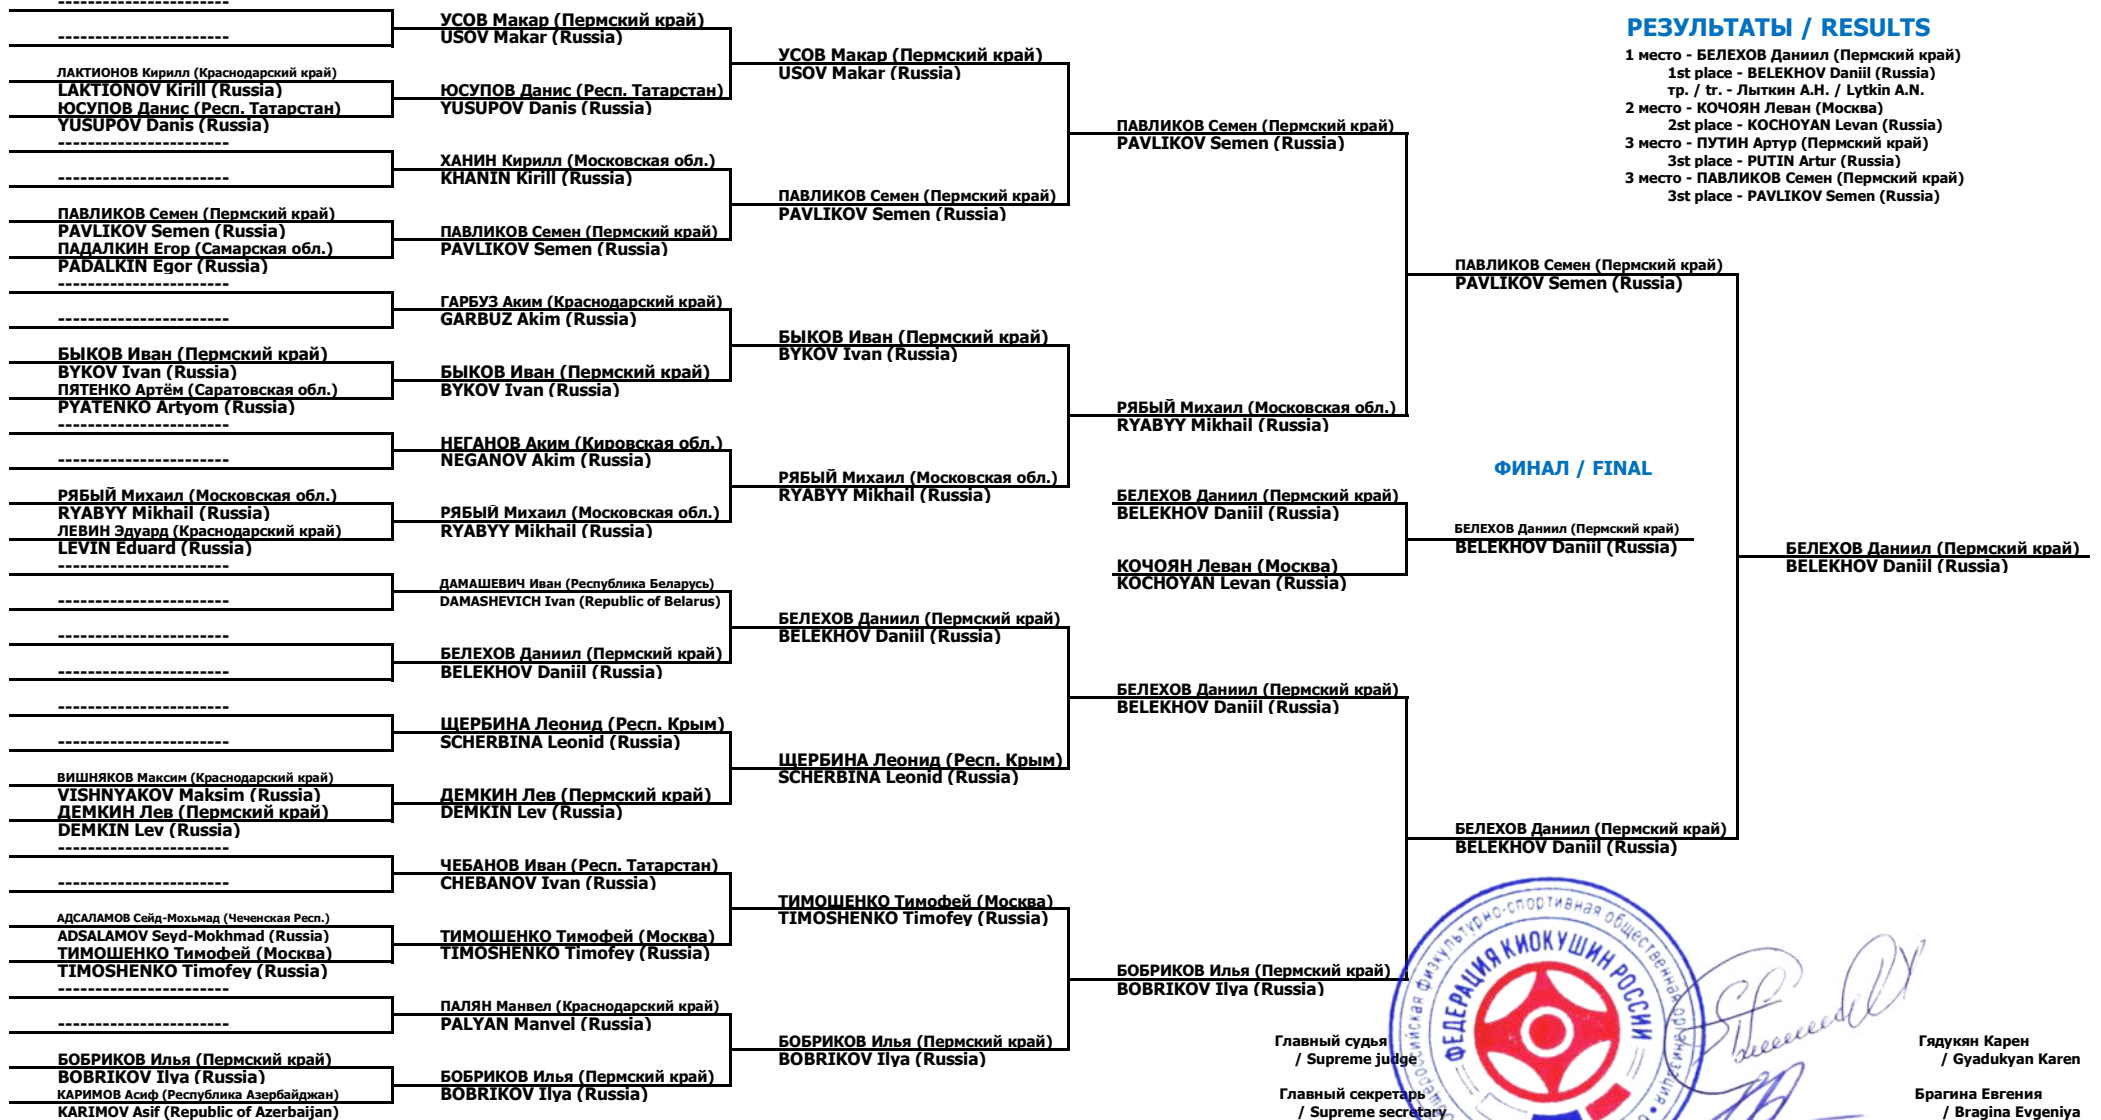 -----------------------
-----------------------
ЛАКТИОНОВ Кирилл (Краснодарский край)
LAKTIONOV Kirill (Russia)
ЮСУПОВ Данис (Респ. Татарстан)
YUSUPOV Danis (Russia)
-----------------------
-----------------------
ПАВЛИКОВ Семен (Пермский край)
PAVLIKOV Semen (Russia)
ПАДАЛКИН Егор (Самарская обл.)
PADALKIN Egor (Russia)
-----------------------
-----------------------
БЫКОВ Иван (Пермский край)
BYKOV Ivan (Russia)
ПЯТЕНКО Артём (Саратовская обл.)
PYATENKO Artyom (Russia)
-----------------------
-----------------------
РЯБЫЙ Михаил (Московская обл.)
RYABYY Mikhail (Russia)
ЛЕВИН Эдуард (Краснодарский край)
LEVIN Eduard (Russia)
-----------------------
-----------------------
-----------------------
-----------------------
-----------------------
-----------------------
ВИШНЯКОВ Максим (Краснодарский край)
VISHNYAKOV Maksim (Russia)
ДЕМКИН Лев (Пермский край)
DEMKIN Lev (Russia)
-----------------------
-----------------------
АДСАЛАМОВ Сейд-Мохьмад (Чеченская Респ.)
ADSALAMOV Seyd-Mokhmad (Russia)
ТИМОШЕНКО Тимофей (Москва)
TIMOSHENKO Timofey (Russia)
-----------------------
-----------------------
БОБРИКОВ Илья (Пермский край)
BOBRIKOV Ilya (Russia)
КАРИМОВ Асиф (Республика Азербайджан)
KARIMOV Asif (Republic of Azerbaijan)
УСОВ Макар (Пермский край)
USOV Makar (Russia)
ЮСУПОВ Данис (Респ. Татарстан)
YUSUPOV Danis (Russia)
ХАНИН Кирилл (Московская обл.)
KHANIN Kirill (Russia)
ПАВЛИКОВ Семен (Пермский край)
PAVLIKOV Semen (Russia)
ГАРБУЗ Аким (Краснодарский край)
GARBUZ Akim (Russia)
БЫКОВ Иван (Пермский край)
BYKOV Ivan (Russia)
НЕГАНОВ Аким (Кировская обл.)
NEGANOV Akim (Russia)
РЯБЫЙ Михаил (Московская обл.)
RYABYY Mikhail (Russia)
ДАМАШЕВИЧ Иван (Республика Беларусь)
DAMASHEVICH Ivan (Republic of Belarus)
БЕЛЕХОВ Даниил (Пермский край)
BELEKHOV Daniil (Russia)
ЩЕРБИНА Леонид (Респ. Крым)
SCHERBINA Leonid (Russia)
ДЕМКИН Лев (Пермский край)
DEMKIN Lev (Russia)
ЧЕБАНОВ Иван (Респ. Татарстан)
CHEBANOV Ivan (Russia)
ТИМОШЕНКО Тимофей (Москва)
TIMOSHENKO Timofey (Russia)
ПАЛЯН Манвел (Краснодарский край)
PALYAN Manvel (Russia)
БОБРИКОВ Илья (Пермский край)
BOBRIKOV Ilya (Russia)
УСОВ Макар (Пермский край)
USOV Makar (Russia)
ПАВЛИКОВ Семен (Пермский край)
PAVLIKOV Semen (Russia)
БЫКОВ Иван (Пермский край)
BYKOV Ivan (Russia)
РЯБЫЙ Михаил (Московская обл.)
RYABYY Mikhail (Russia)
БЕЛЕХОВ Даниил (Пермский край)
BELEKHOV Daniil (Russia)
ЩЕРБИНА Леонид (Респ. Крым)
SCHERBINA Leonid (Russia)
ТИМОШЕНКО Тимофей (Москва)
TIMOSHENKO Timofey (Russia)
БОБРИКОВ Илья (Пермский край)
BOBRIKOV Ilya (Russia)
ПАВЛИКОВ Семен (Пермский край)
PAVLIKOV Semen (Russia)
РЯБЫЙ Михаил (Московская обл.)
RYABYY Mikhail (Russia)
БЕЛЕХОВ Даниил (Пермский край)
BELEKHOV Daniil (Russia)
КОЧОЯН Леван (Москва)
KOCHOYAN Levan (Russia)
БЕЛЕХОВ Даниил (Пермский край)
BELEKHOV Daniil (Russia)
БОБРИКОВ Илья (Пермский край)
BOBRIKOV Ilya (Russia)
РЕЗУЛЬТАТЫ / RESULTS
1 место - БЕЛЕХОВ Даниил (Пермский край)
1st place - BELEKHOV Daniil (Russia)
тр. / tr. - Лыткин А.Н. / Lytkin A.N.
2 место - КОЧОЯН Леван (Москва)
2st place - KOCHOYAN Levan (Russia)
3 место - ПУТИН Артур (Пермский край)
3st place - PUTIN Artur (Russia)
3 место - ПАВЛИКОВ Семен (Пермский край)
3st place - PAVLIKOV Semen (Russia)
ПАВЛИКОВ Семен (Пермский край)
PAVLIKOV Semen (Russia)
ФИНАЛ / FINAL
БЕЛЕХОВ Даниил (Пермский край)
BELEKHOV Daniil (Russia)
БЕЛЕХОВ Даниил (Пермский край)
BELEKHOV Daniil (Russia)
БЕЛЕХОВ Даниил (Пермский край)
BELEKHOV Daniil (Russia)
физкультурно-спортивная общественная организация
ФЕДЕРАЦИЯ КИОКУШИН РОССИИ
Главный судья
/ Supreme judge
Гядукян Карен
/ Gyadukyan Karen
Главный секретарь
/ Supreme secretary
Брагина Евгения
/ Bragina Evgeniya